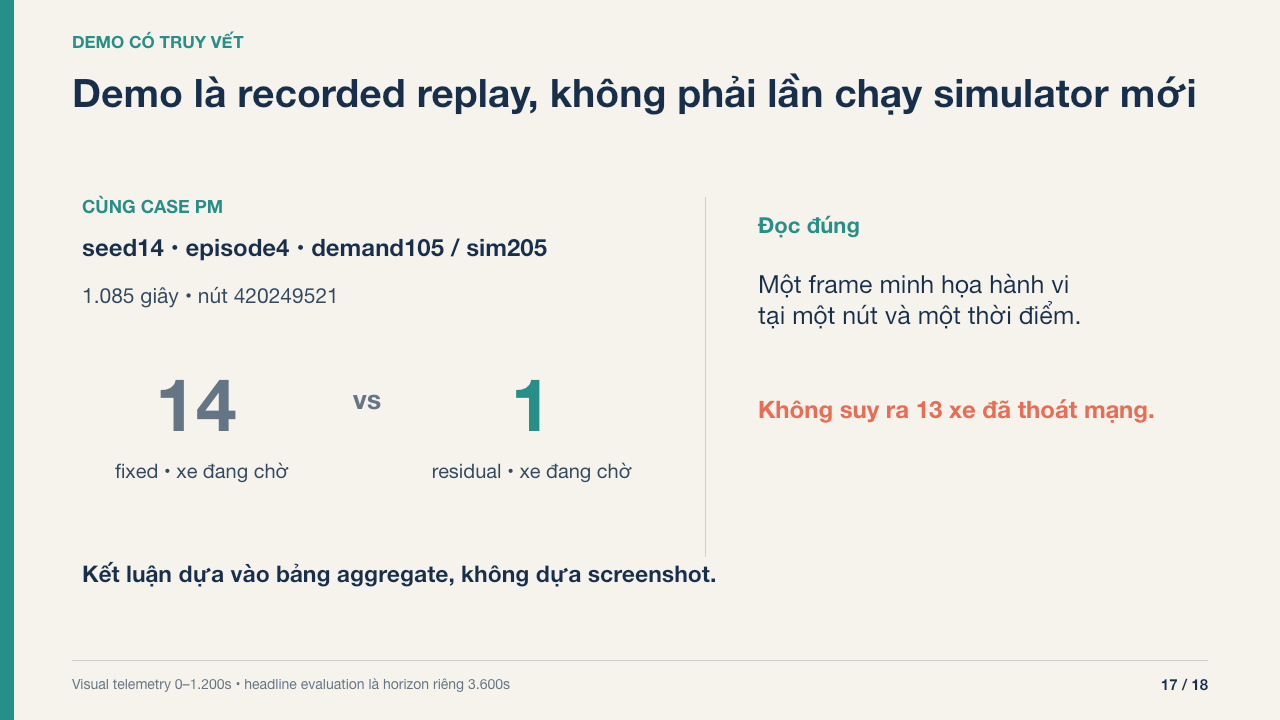 DEMO CÓ TRUY VẾT
Demo là recorded replay, không phải lần chạy simulator mới
CÙNG CASE PM
seed14 • episode4 • demand105 / sim205
1.085 giây • nút 420249521
14 vs 1
fixed • xe đang chờ
residual • xe đang chờ
Kết luận dựa vào bảng aggregate, không dựa screenshot.
Đọc đúng
Một frame minh họa hành vi
tại một nút và một thời điểm.
Không suy ra 13 xe đã thoát mạng.
Visual telemetry 0–1.200s • headline evaluation là horizon riêng 3.600s
17 / 18